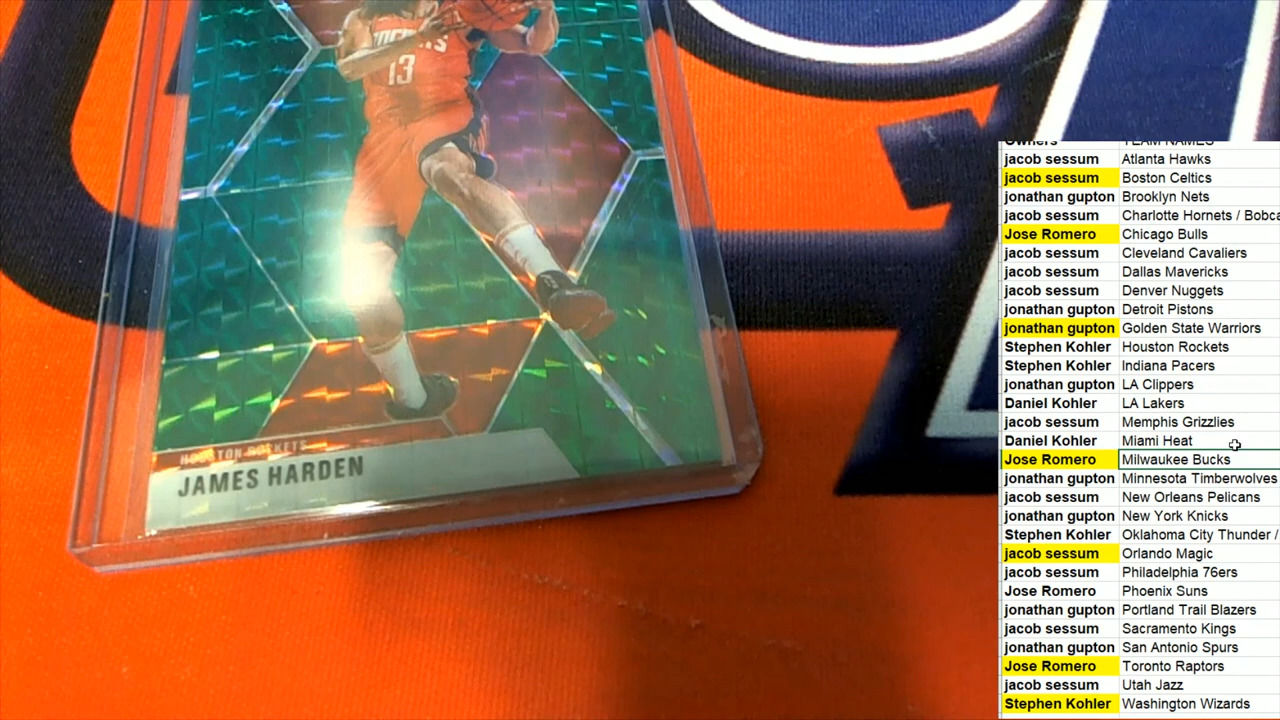 ROCKETS
13
HOUSTON ROCKETS
JAMES HARDEN
Owners TEAM NAMES
jacob sessum Atlanta Hawks
jacob sessum Boston Celtics
jonathan gupton Brooklyn Nets
jacob sessum Charlotte Hornets / Bobca
Jose Romero Chicago Bulls
jacob sessum Cleveland Cavaliers
jacob sessum Dallas Mavericks
jacob sessum Denver Nuggets
jonathan gupton Detroit Pistons
jonathan gupton Golden State Warriors
Stephen Kohler Houston Rockets
Stephen Kohler Indiana Pacers
jonathan gupton LA Clippers
Daniel Kohler LA Lakers
jacob sessum Memphis Grizzlies
Daniel Kohler Miami Heat
Jose Romero Milwaukee Bucks
jonathan gupton Minnesota Timberwolves
jacob sessum New Orleans Pelicans
jonathan gupton New York Knicks
Stephen Kohler Oklahoma City Thunder /
jacob sessum Orlando Magic
jacob sessum Philadelphia 76ers
Jose Romero Phoenix Suns
jonathan gupton Portland Trail Blazers
jacob sessum Sacramento Kings
jonathan gupton San Antonio Spurs
Jose Romero Toronto Raptors
jacob sessum Utah Jazz
Stephen Kohler Washington Wizards